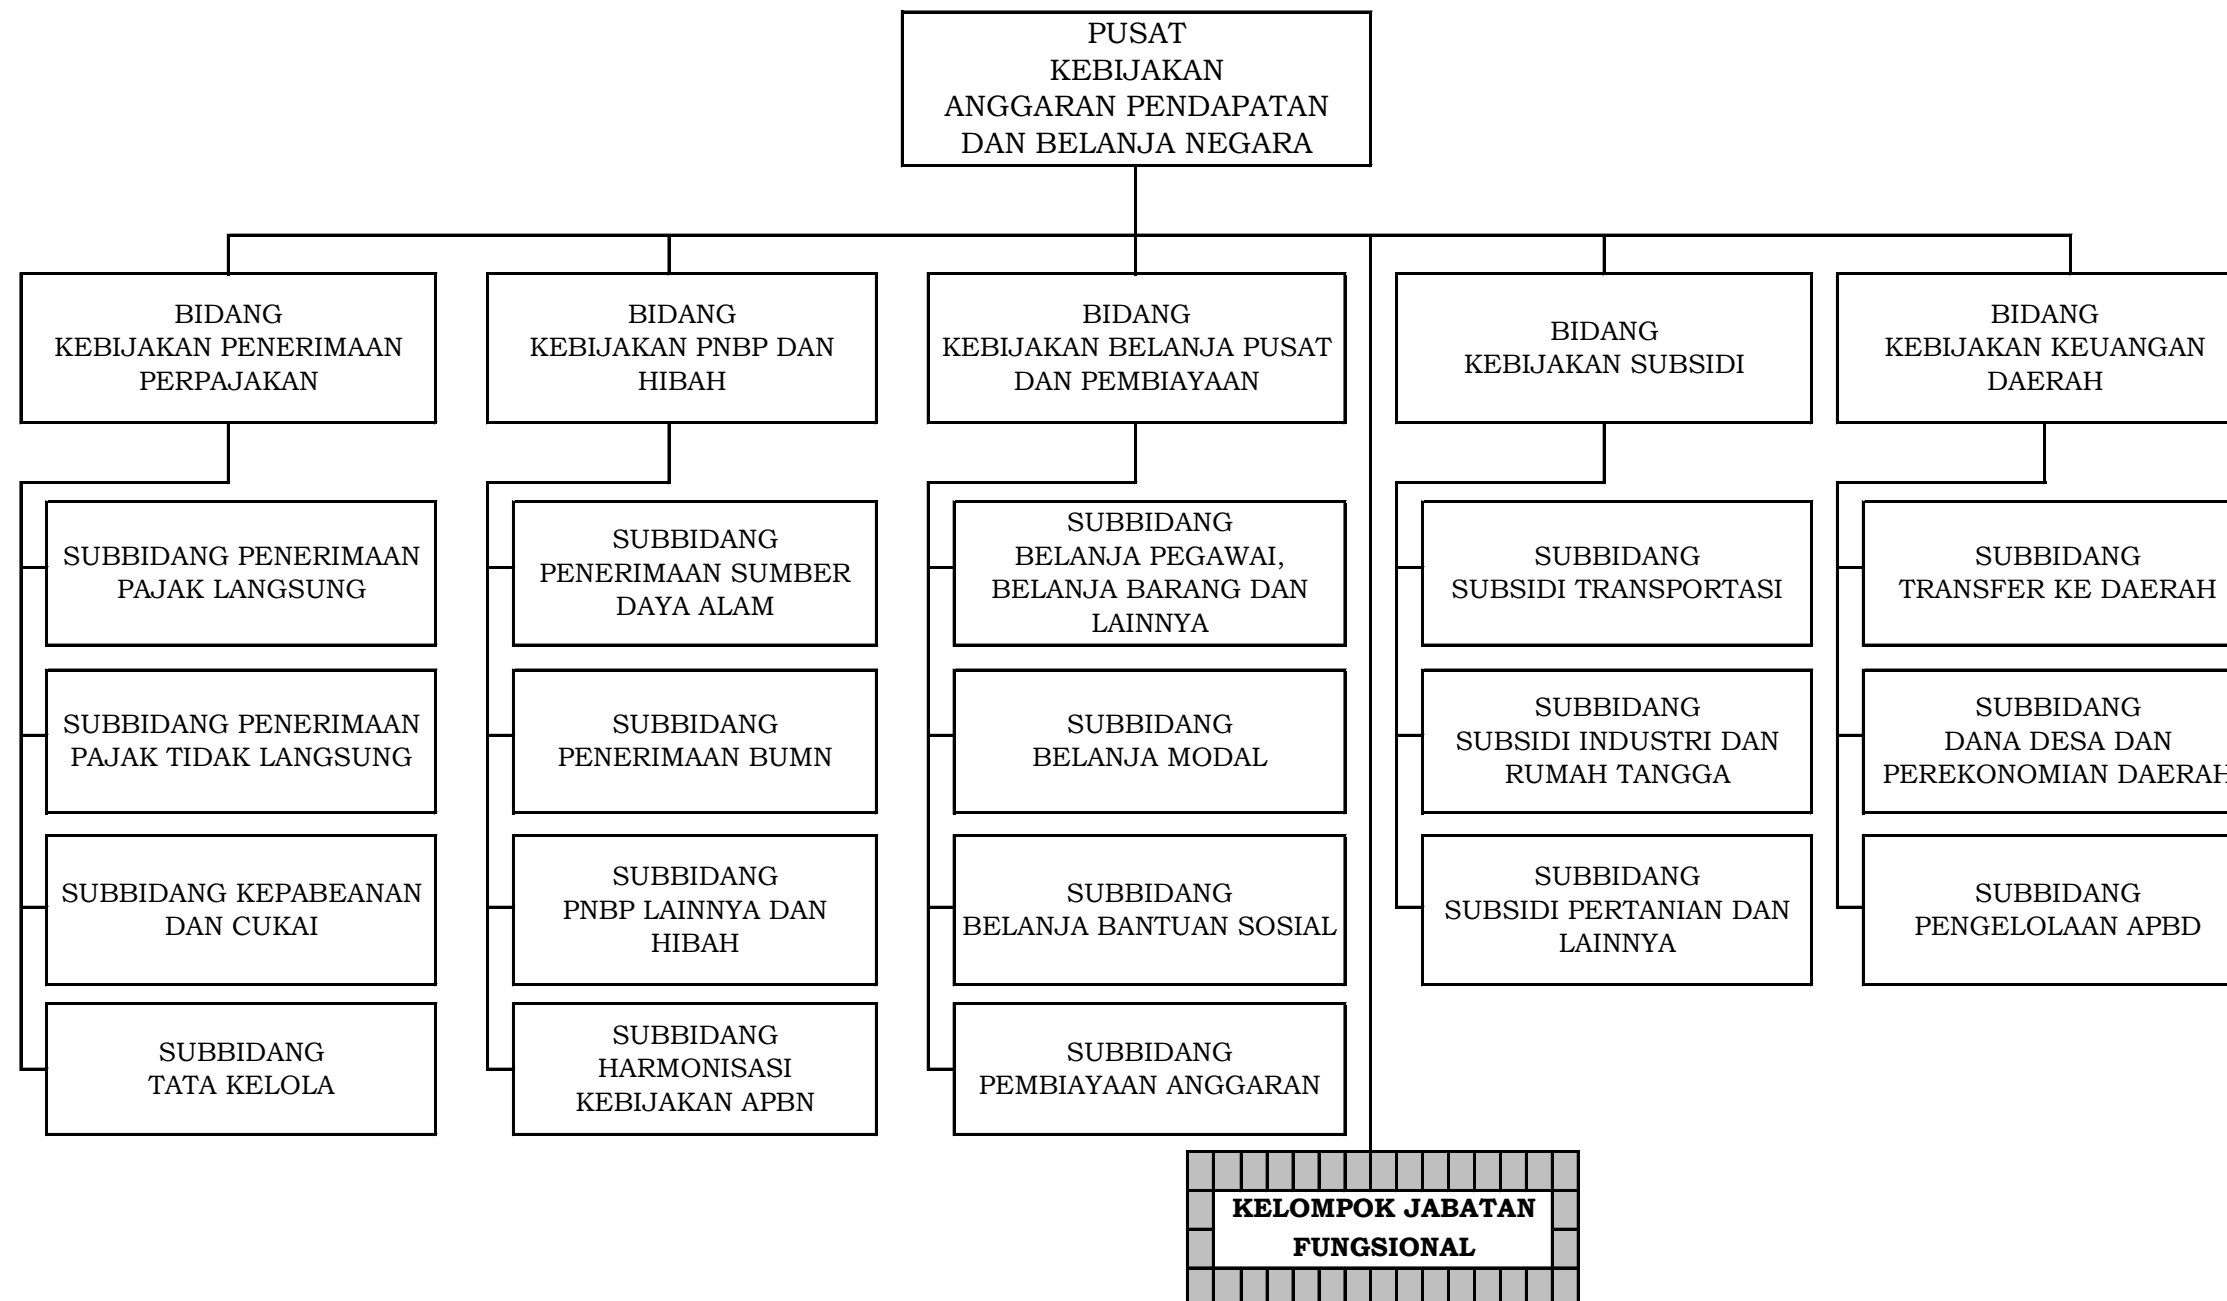 PUSAT
KEBIJAKAN
ANGGARAN PENDAPATAN
DAN BELANJA NEGARA
BIDANG
KEBIJAKAN PENERIMAAN
PERPAJAKAN
BIDANG
KEBIJAKAN PNBP DAN
HIBAH
BIDANG
KEBIJAKAN BELANJA PUSAT
DAN PEMBIAYAAN
BIDANG
KEBIJAKAN SUBSIDI
BIDANG
KEBIJAKAN KEUANGAN
DAERAH
SUBBIDANG PENERIMAAN
PAJAK LANGSUNG
SUBBIDANG
PENERIMAAN SUMBER
DAYA ALAM
SUBBIDANG
BELANJA PEGAWAI,
BELANJA BARANG DAN
LAINNYA
SUBBIDANG
SUBSIDI TRANSPORTASI
SUBBIDANG
TRANSFER KE DAERAH
SUBBIDANG PENERIMAAN
PAJAK TIDAK LANGSUNG
SUBBIDANG
PENERIMAAN BUMN
SUBBIDANG
BELANJA MODAL
SUBBIDANG
SUBSIDI INDUSTRI DAN
RUMAH TANGGA
SUBBIDANG
DANA DESA DAN
PEREKONOMIAN DAERAH
SUBBIDANG KEPABEANAN
DAN CUKAI
SUBBIDANG
PNBP LAINNYA DAN
HIBAH
SUBBIDANG
BELANJA BANTUAN SOSIAL
SUBBIDANG
SUBSIDI PERTANIAN DAN
LAINNYA
SUBBIDANG
PENGELOLAAN APBD
SUBBIDANG
TATA KELOLA
SUBBIDANG
HARMONISASI
KEBIJAKAN APBN
SUBBIDANG
PEMBIAYAAN ANGGARAN
KELOMPOK JABATAN
FUNGSIONAL